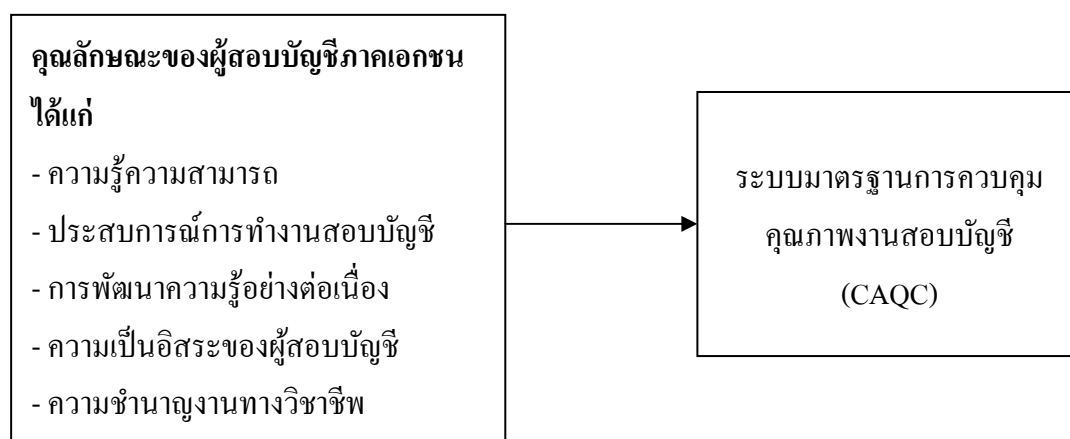 คุณลักษณะของผู้สอบบัญชีภาคเอกชน
ได้แก่
- ความรู้ความสามารถ
- ประสบการณ์การทำงานสอบบัญชี
- การพัฒนาความรู้อย่างต่อเนื่อง
- ความเป็นอิสระของผู้สอบบัญชี
- ความชำนาญงานทางวิชาชีพ
ระบบมาตรฐานการควบคุม
คุณภาพงานสอบบัญชี
(CAQC)